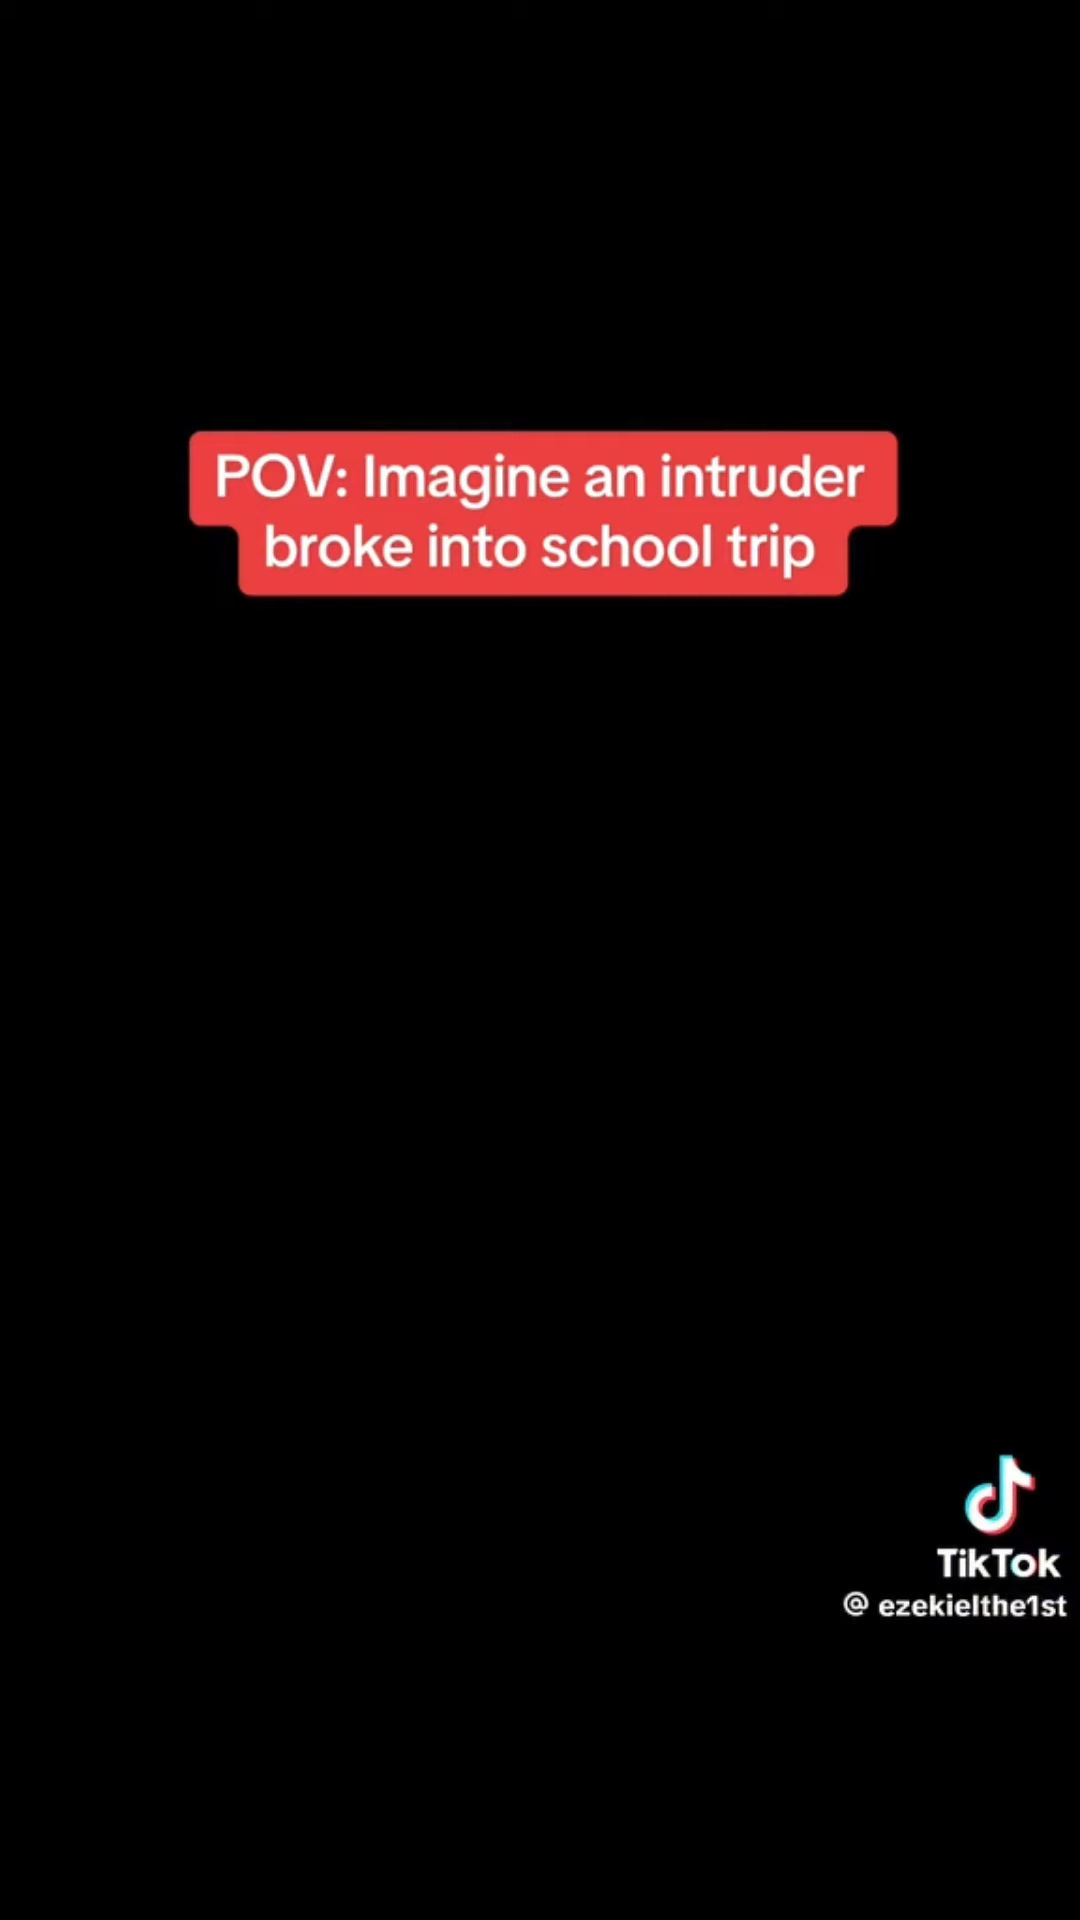 POV: Imagine an intruder
broke into school trip
TikTok
@ ezekielthe1st